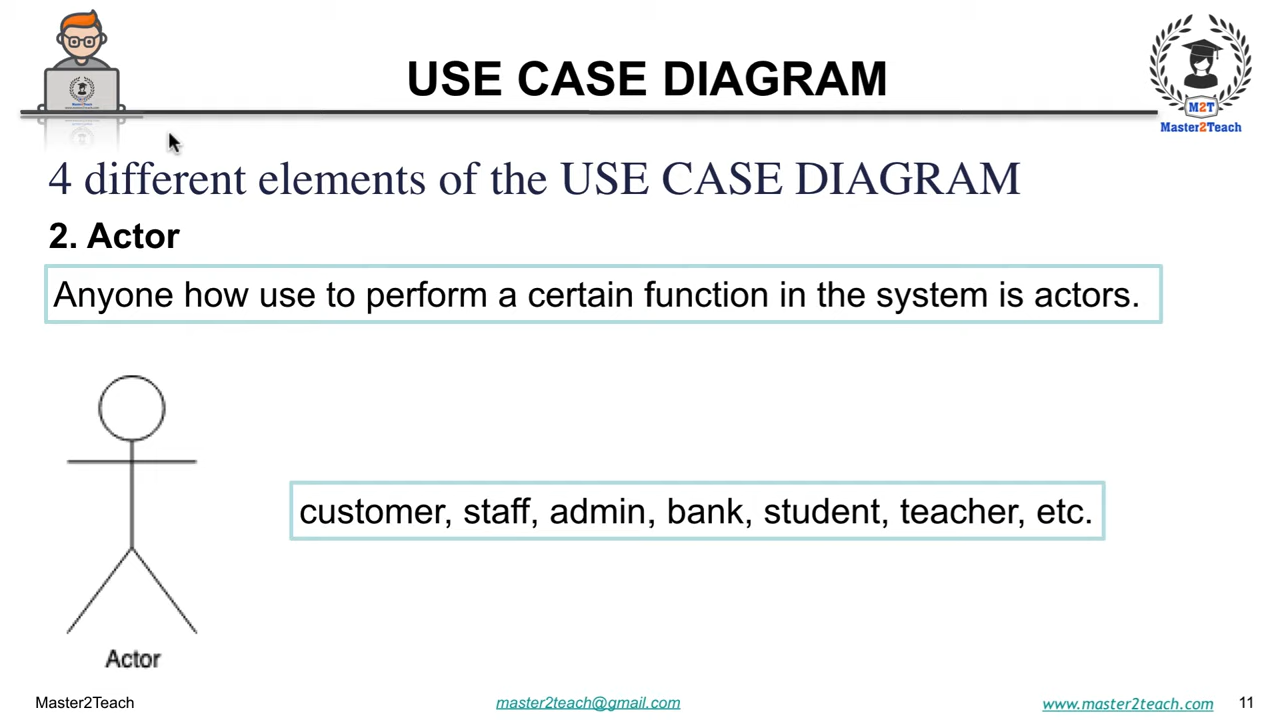 USE CASE DIAGRAM
M2T
Master2Teach
4 different elements of the USE CASE DIAGRAM
2. Actor
Anyone how use to perform a certain function in the system is actors.
customer, staff, admin, bank, student, teacher, etc.
Actor
Master2Teach
master2teach@gmail.com
www.master2teach.com
11